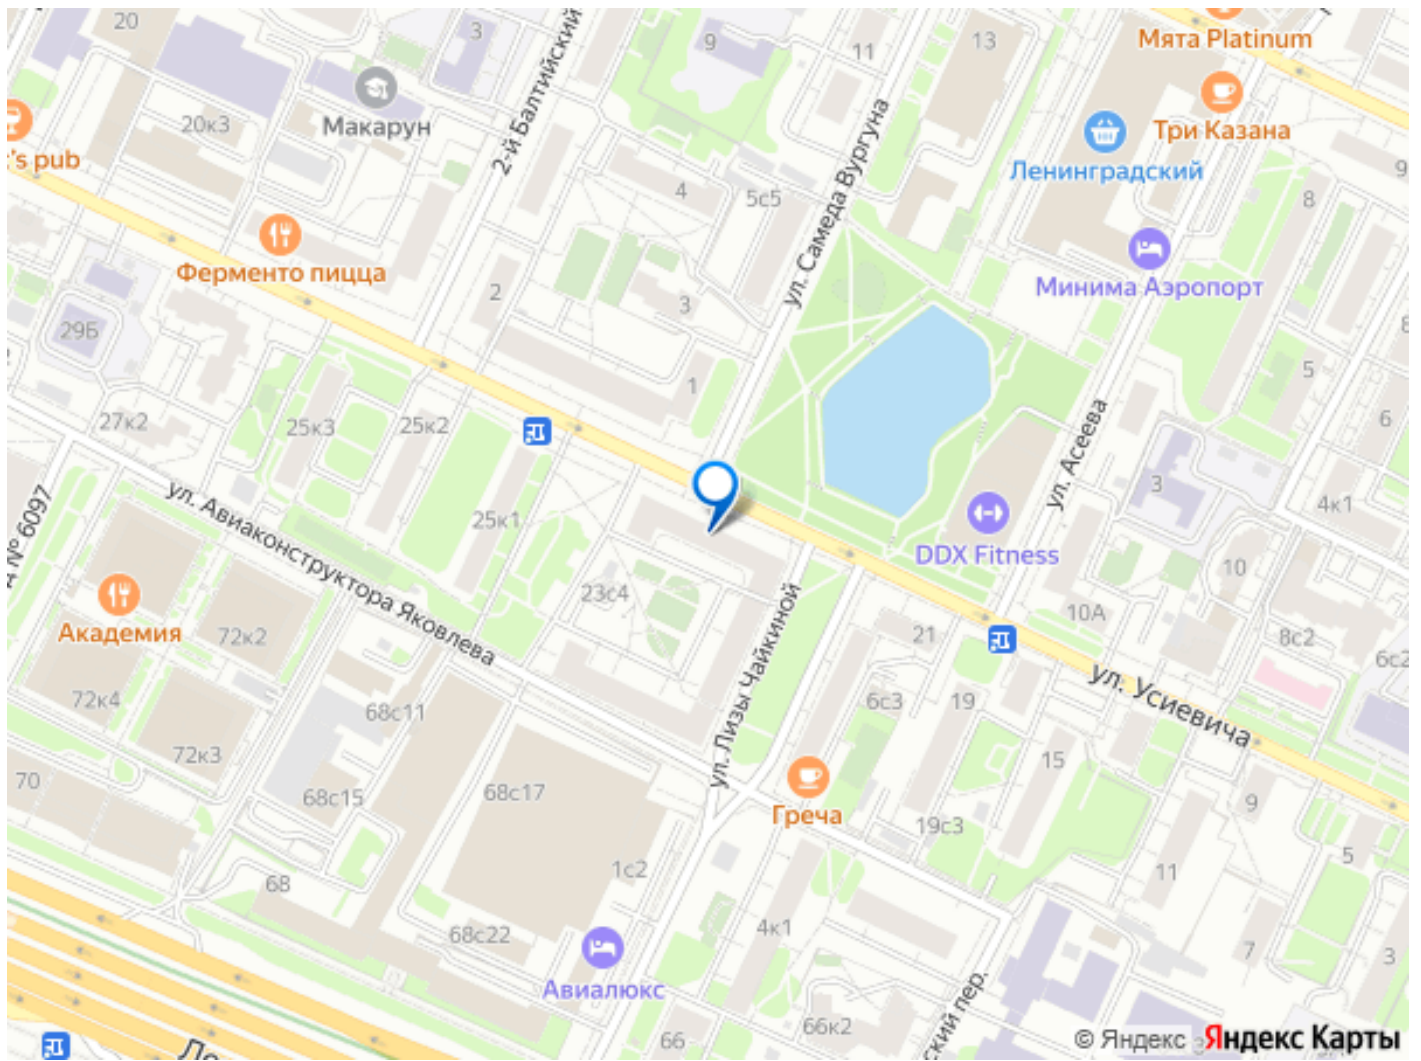 20
3
9
11
13
Мята Platinum
Макарун
20к3
2-й Балтийский
Три Казана
Ленинградский
's pub
4
5с5
ул. Самеда Вургуна
9
8
Ферменто пицца
2
3
Минима Аэропорт
29Б
1
5
6
27к2
25к3
25к2
ул. Асеева
3
4к1
25к1
ул. Авиаконструктора Яковлева
№ 6097
DDX Fitness
10
23с4
10А
8с2
6с2
21
Академия
72к2
ул. Лизы Чайкиной
ул. Усиевича
72к4
68с11
6с3
19
72к3
15
70
68с15
68с17
9
Греча
19с3
5
11
1с2
68
68с22
4к1
7
3
Авиалюкс
66
66к2
ский пер.
© Яндекс Яндекс Карты